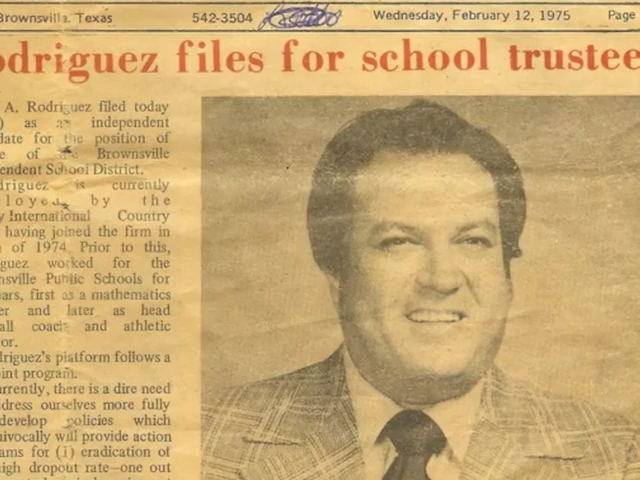 Brownsville, Texas 542-3504 Wednesday, February 12, 1975 Page
odriguez files for school trustee
A. Rodriguez filed today
) as an independent
date for the position of
e of the Brownsville
endent School District.
driguez is currently
loyed by the
y International Country
having joined the firm in
of 1974. Prior to this,
guez worked for the
nsville Public Schools for
ars, first as a mathematics
er and later as head
all coach and athletic
or.
driguez's platform follows a
oint program.
urrently, there is a dire need
dress ourselves more fully
develop policies which
nivocally will provide action
ams for (1) eradication of
igh dropout rate—one out